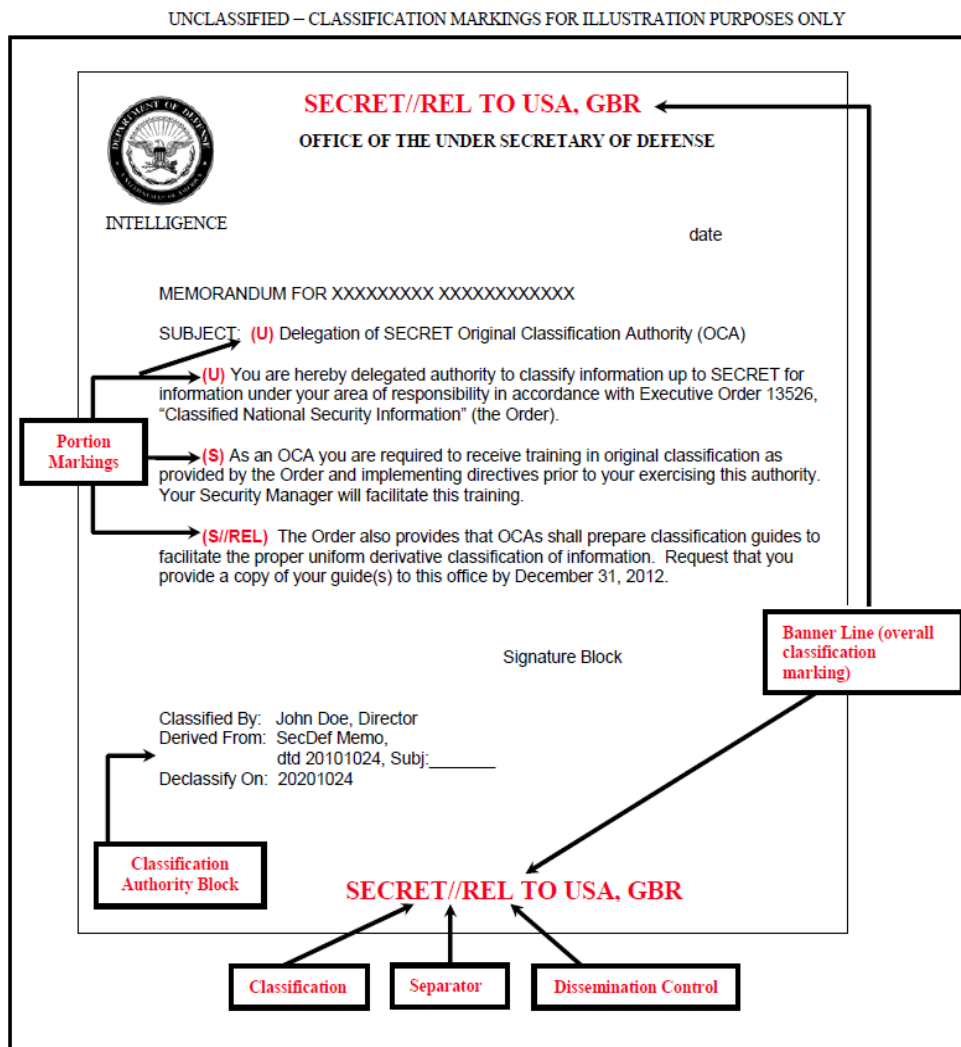 UNCLASSIFIED – CLASSIFICATION MARKINGS FOR ILLUSTRATION PURPOSES ONLY
SECRET//REL TO USA, GBR
OFFICE OF THE UNDER SECRETARY OF DEFENSE
DEPARTMENT OF DEFENSE
UNITED STATES OF AMERICA
INTELLIGENCE
date
MEMORANDUM FOR XXXXXXXXX XXXXXXXXXXXX
SUBJECT: (U) Delegation of SECRET Original Classification Authority (OCA)
(U) You are hereby delegated authority to classify information up to SECRET for
information under your area of responsibility in accordance with Executive Order 13526,
“Classified National Security Information” (the Order).
Portion
Markings
(S) As an OCA you are required to receive training in original classification as
provided by the Order and implementing directives prior to your exercising this authority.
Your Security Manager will facilitate this training.
(S//REL) The Order also provides that OCAs shall prepare classification guides to
facilitate the proper uniform derivative classification of information. Request that you
provide a copy of your guide(s) to this office by December 31, 2012.
Banner Line (overall
classification
marking)
Signature Block
Classified By: John Doe, Director
Derived From: SecDef Memo,
dtd 20101024, Subj:_______
Declassify On: 20201024
Classification
Authority Block
SECRET//REL TO USA, GBR
Classification
Separator
Dissemination Control